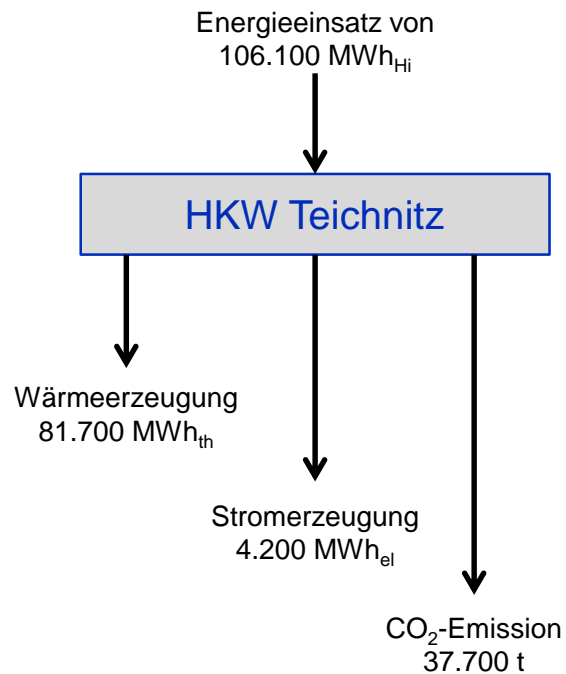 Energieeinsatz von
106.100 MWhHi
HKW Teichnitz
Wärmeerzeugung
81.700 MWhth
Stromerzeugung
4.200 MWhel
CO2-Emission
37.700 t